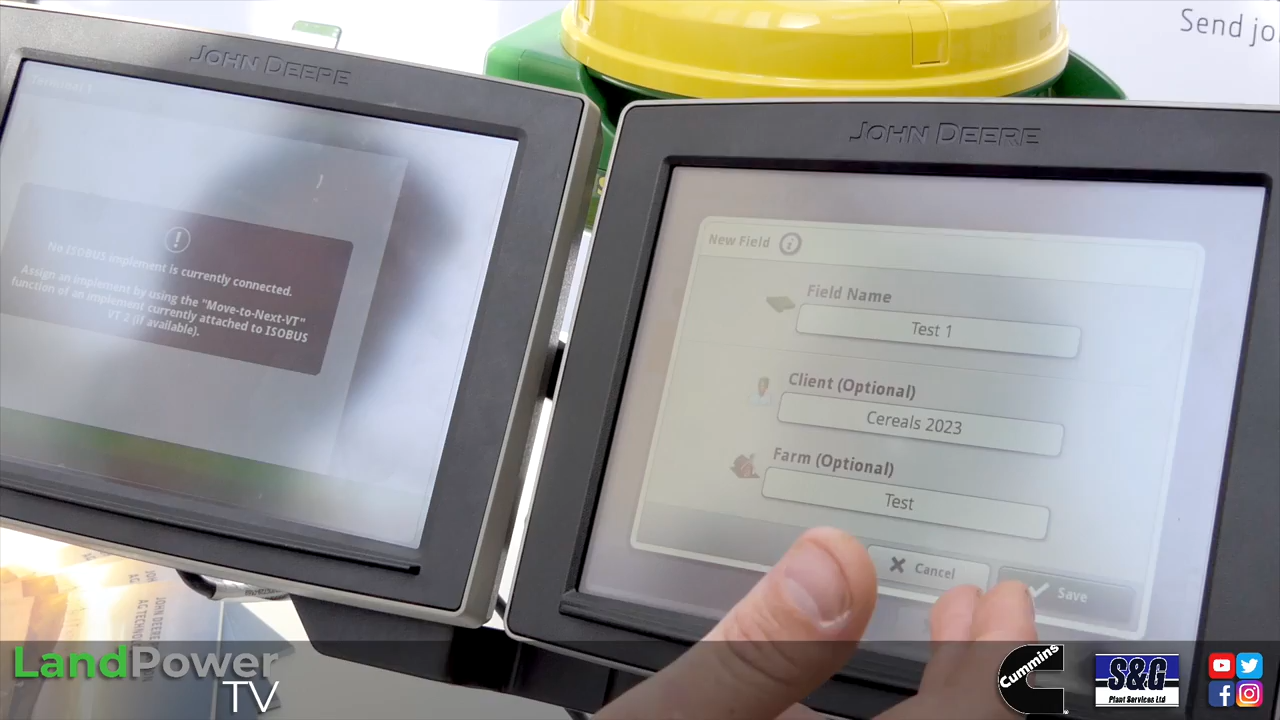 Send jo
JOHN DEERE
No ISOBUS implement is currently connected.
Assign an implement by using the "Move-to-Next-VT"
function of an implement currently attached to ISOBUS
VT 2 (if available).
JOHN DEERE
New Field
Field Name
Test 1
Client (Optional)
Cereals 2023
Farm (Optional)
Test
Cancel
Save
JOHN DEERE
LandPower
TV
Cummins
S&G
Plant Services Ltd